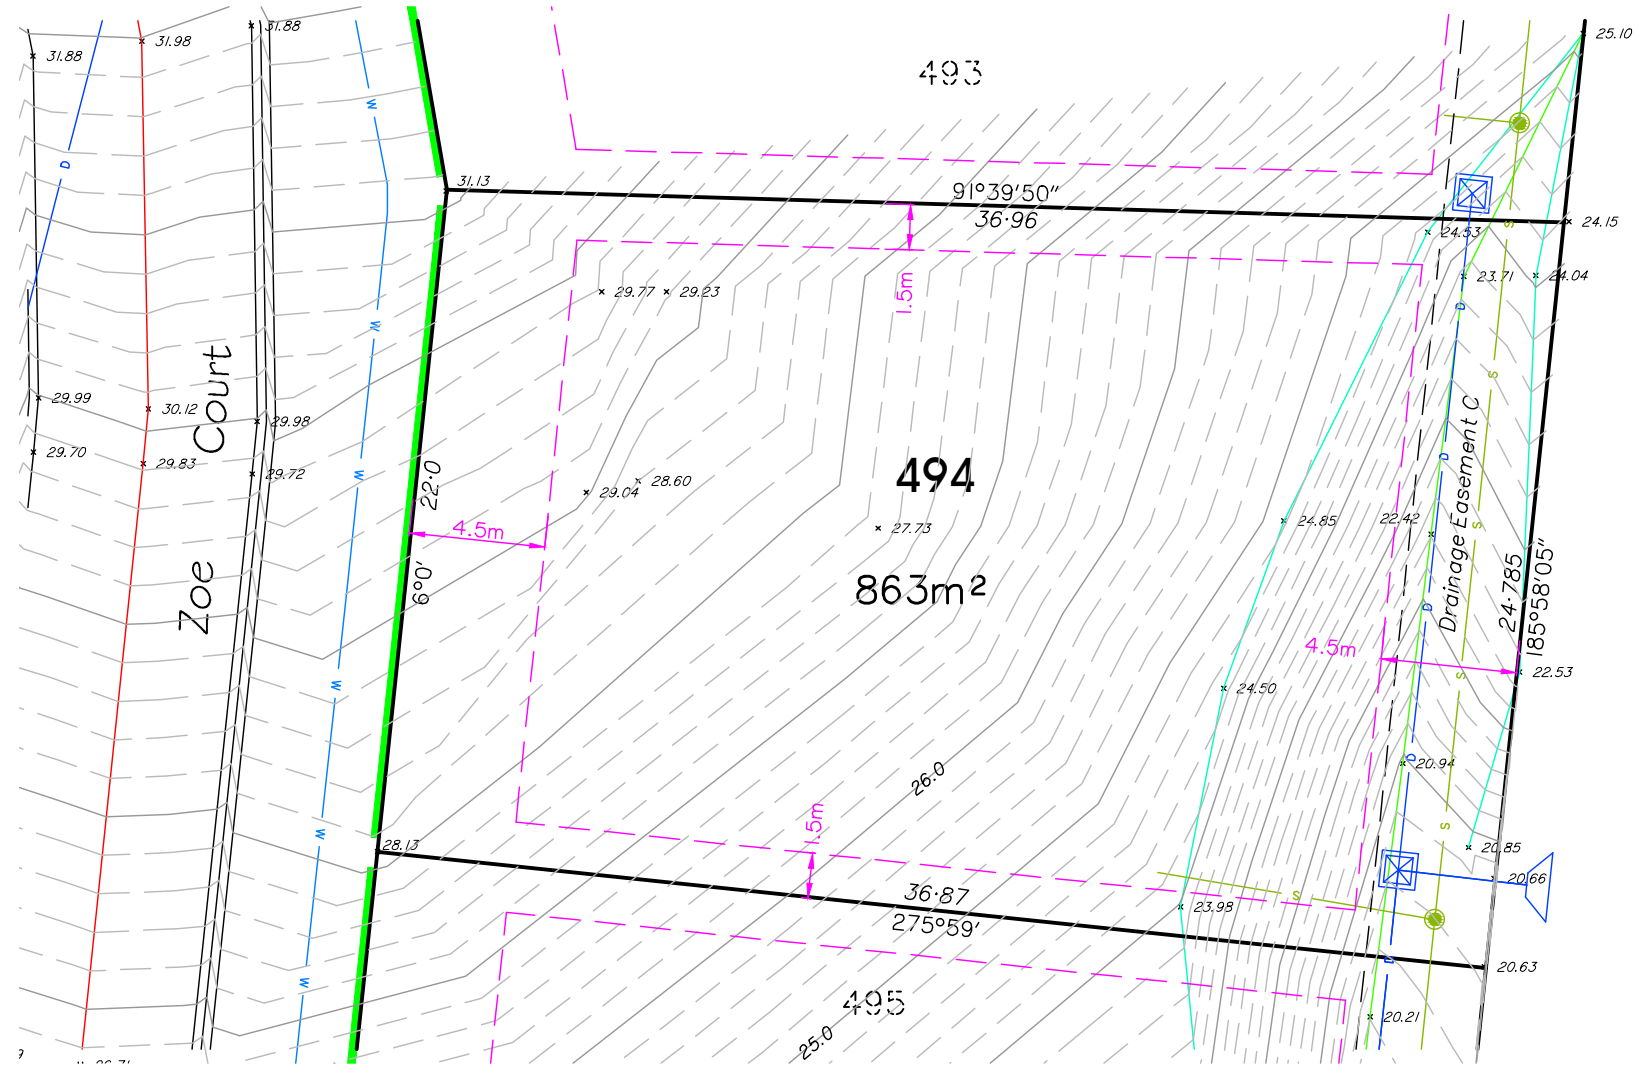 31.88
25.10
31.98
31.88
493
W
D
31.13
91°39'50"
36·96
24.15
24.53
S
23.71
24.04
29.77
29.23
1.5m
D
W
S
29.99
30.12
Zoe Court
29.98
29.70
29.83
29.72
W
22·0
6°0'
4.5m
29.04
28.60
494
27.73
863m²
24.85
22.42
D
S
Drainage Easement C
D
24·785
185°58'05"
4.5m
22.53
S
W
24.50
26.0
20.94
D
1.5m
W
S
28.13
20.85
20.66
36·87
275°59'
S
23.98
D
20.63
W
495
25.0
20.21